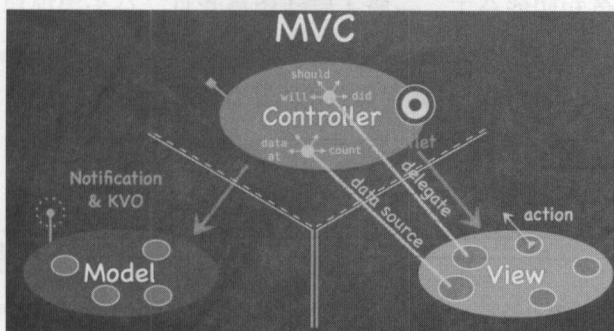 MVC
should
will
did
Controller
data
at
count
outlet
Notification
& KVO
delegate
data source
action
Model
View